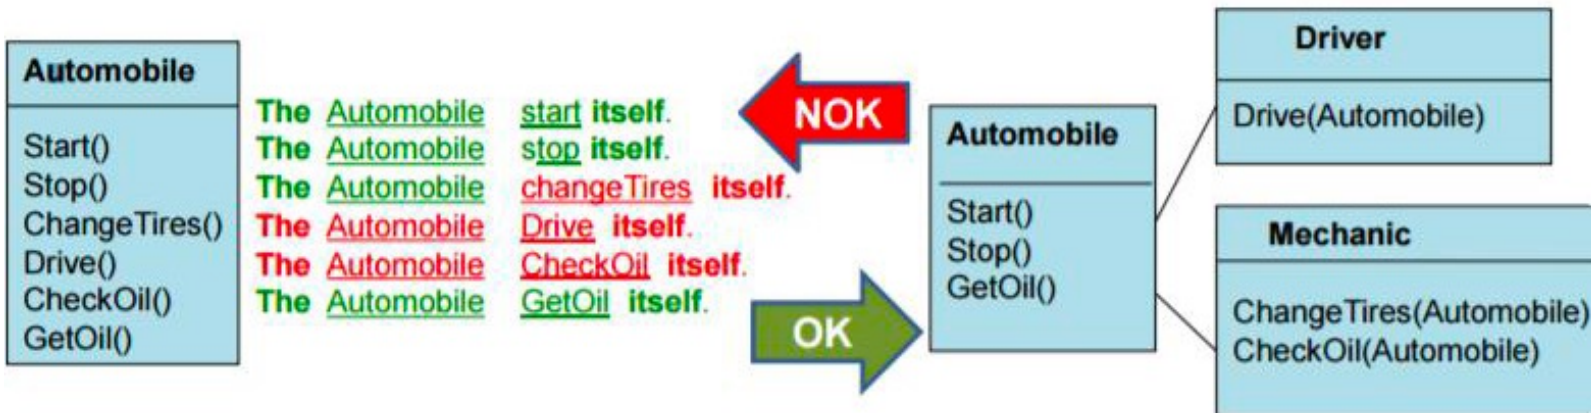 Automobile
Start()
Stop()
ChangeTires()
Drive()
CheckOil()
GetOil()
The Automobile start itself.
The Automobile stop itself.
The Automobile changeTires itself.
The Automobile Drive itself.
The Automobile CheckOil itself.
The Automobile GetOil itself.
NOK
OK
Automobile
Start()
Stop()
GetOil()
Driver
Drive(Automobile)
Mechanic
ChangeTires(Automobile)
CheckOil(Automobile)